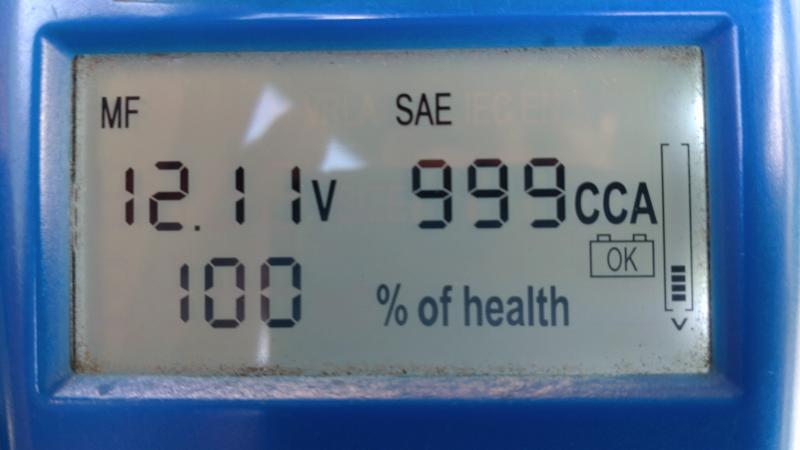 MF SAE
12.11V 999CCA
OK
100 % of health